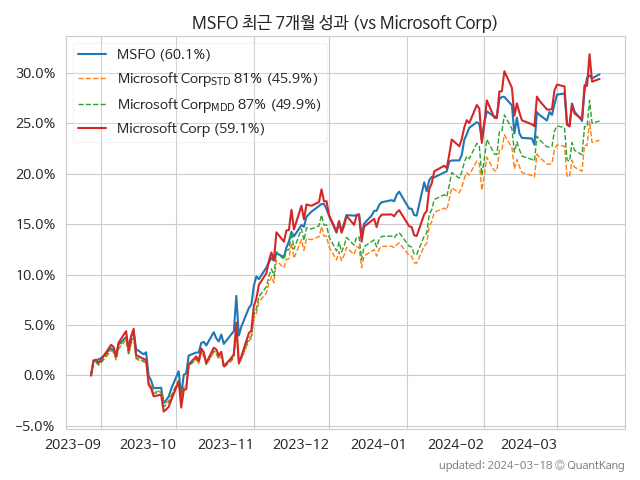 MSFO 최근 7개월 성과 (vs Microsoft Corp)
MSFO (60.1%)
Microsoft CorpSTD 81% (45.9%)
Microsoft CorpMDD 87% (49.9%)
Microsoft Corp (59.1%)
30.0%
25.0%
20.0%
15.0%
10.0%
5.0%
0.0%
−5.0%
2023-09 2023-10 2023-11 2023-12 2024-01 2024-02 2024-03
updated: 2024-03-18 © QuantKang